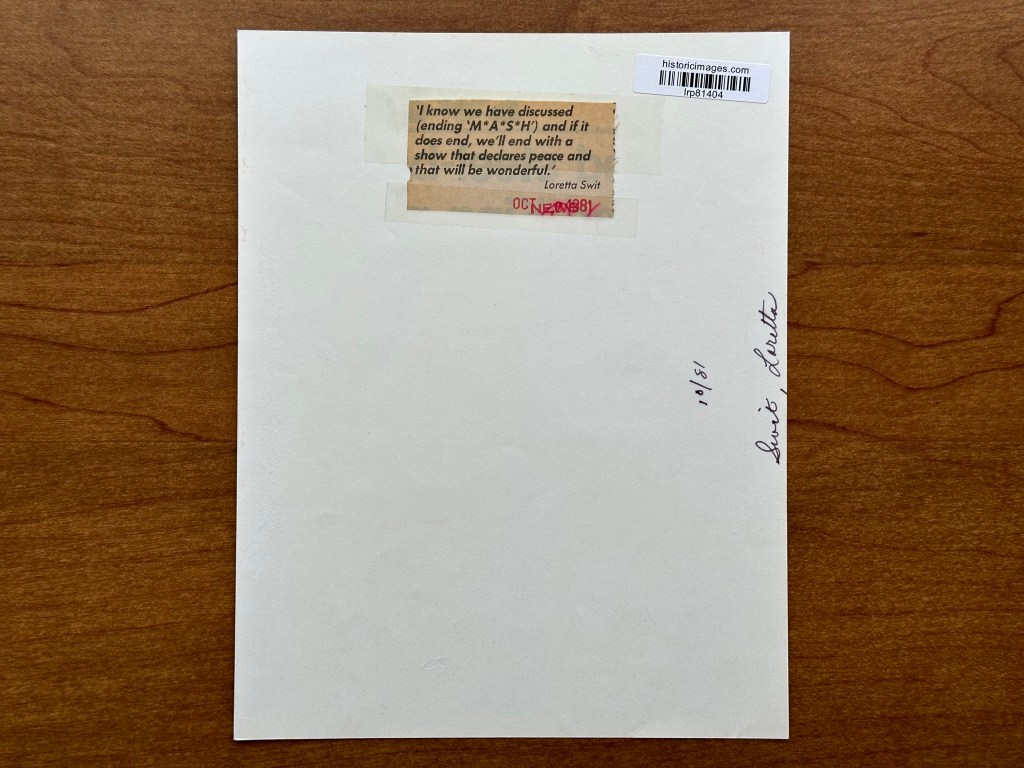 historicimages.com
lrp81404
'I know we have discussed
(ending 'M*A*S*H') and if it
does end, we'll end with a
show that declares peace and
that will be wonderful.'
Loretta Swit
OCT 1981
NEWS
10/81
Swit, Loretta